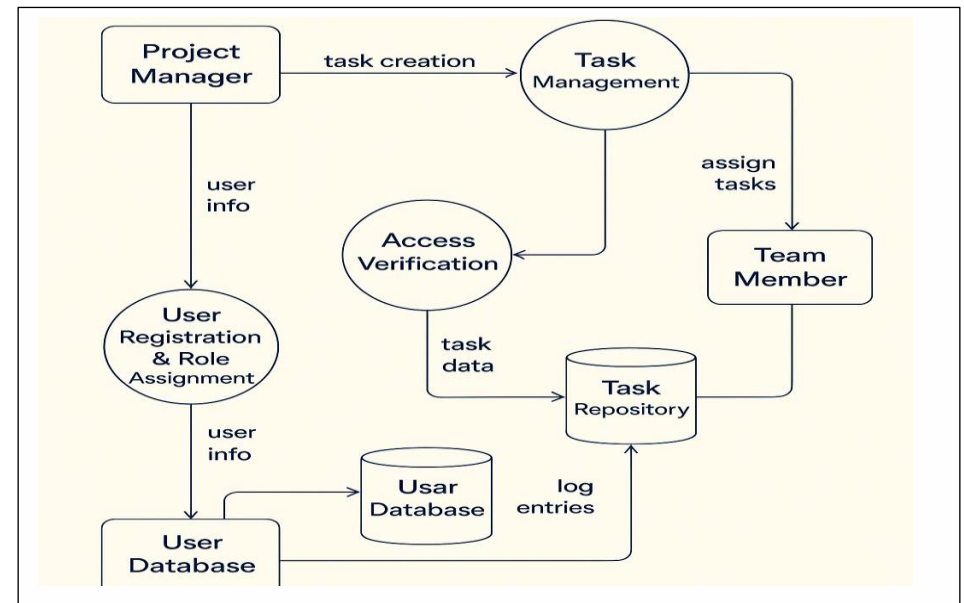 Project
Manager
task creation
Task
Management
user
info
assign
tasks
Access
Verification
Team
Member
User
Registration
& Role
Assignment
task
data
Task
Repository
user
info
Usar
Database
log
entries
User
Database